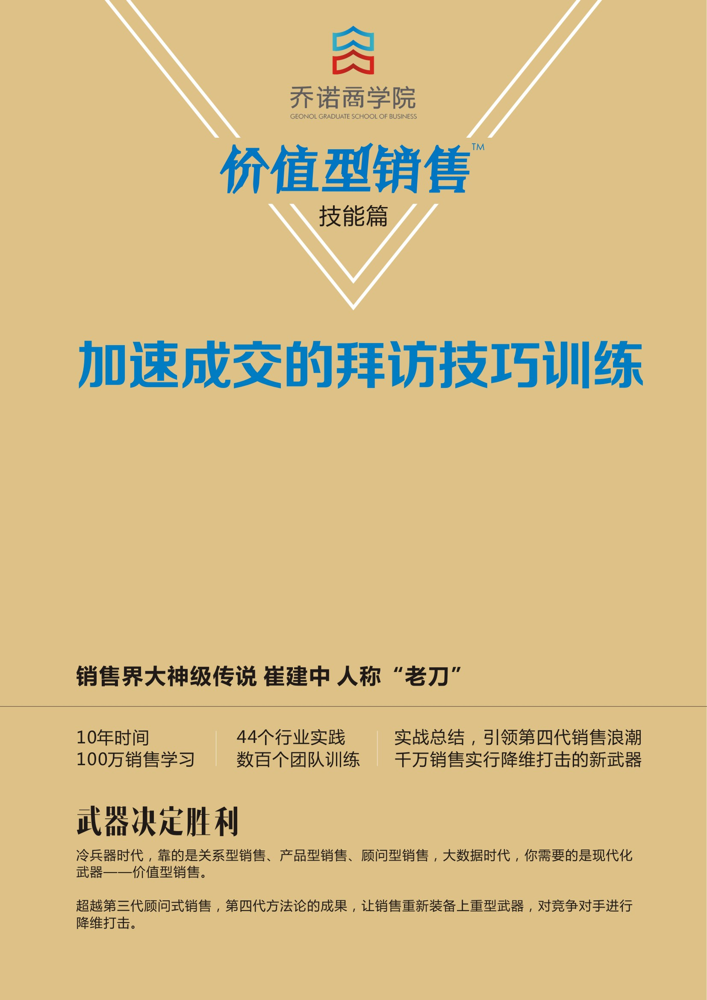 乔诺商学院
GEONOL GRADUATE SCHOOL OF BUSINESS
价值型销售™
技能篇
加速成交的拜访技巧训练
销售界大神级传说 崔建中 人称 “老刀”
10年时间
100万销售学习
44个行业实践
数百个团队训练
实战总结，引领第四代销售浪潮
千万销售实行降维打击的新武器
武器决定胜利
冷兵器时代，靠的是关系型销售、产品型销售、顾问型销售，大数据时代，你需要的是现代化
武器——价值型销售。
超越第三代顾问式销售，第四代方法论的成果，让销售重新装备上重型武器，对竞争对手进行
降维打击。